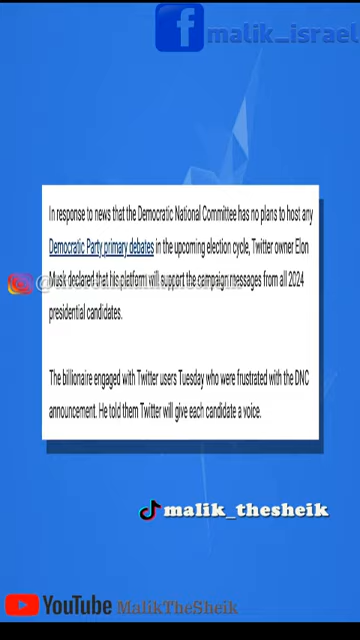 malik_israel
In response to news that the Democratic National Committee has no plans to host any
Democratic Party primary debates in the upcoming election cycle, Twitter owner Elon
Musk declared that his platform will support the campaign messages from all 2024
presidential candidates.
The billionaire engaged with Twitter users Tuesday who were frustrated with the DNC
announcement. He told them Twitter will give each candidate a voice.
malik_thesheik
YouTube MalikTheSheik